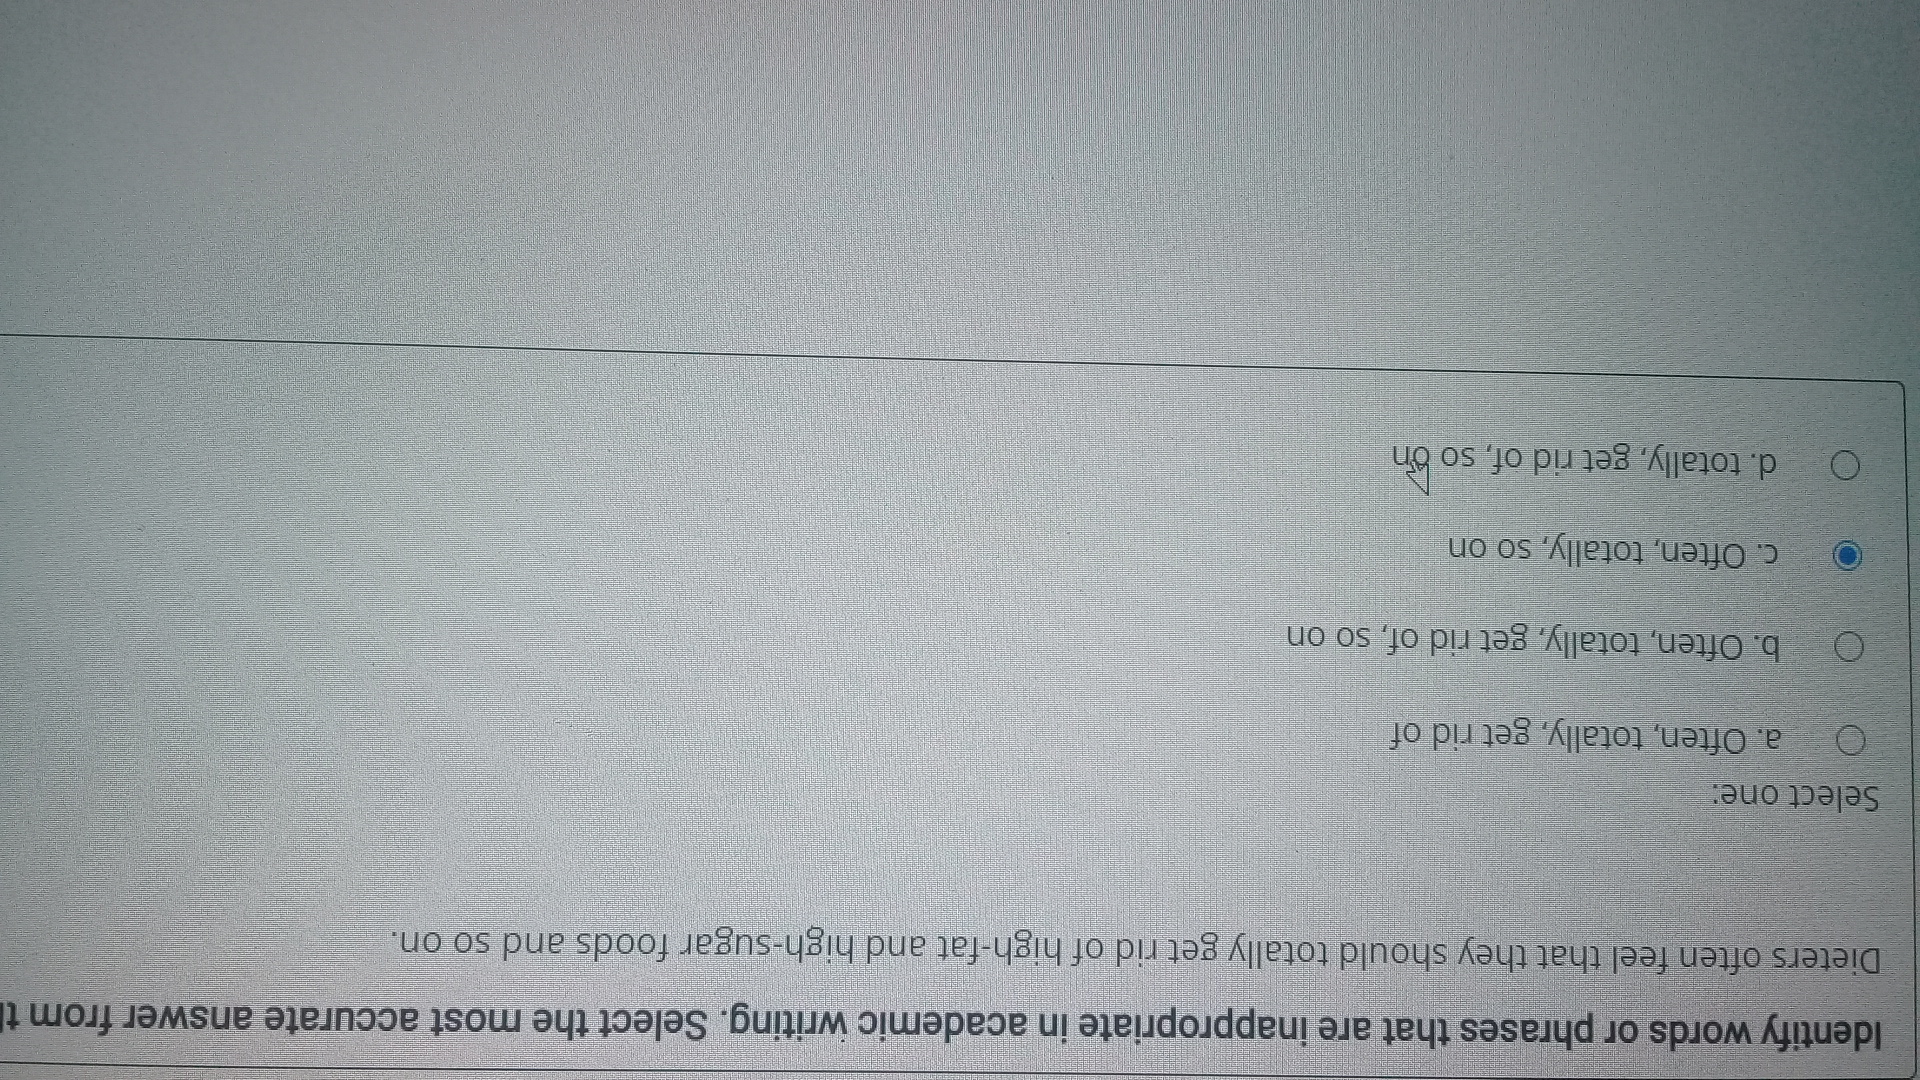 Identify words or phrases that are inappropriate in academic writing. Select the most accurate answer from
Dieters often feel that they should totally get rid of high-fat and high-sugar foods and so on.
Select one:
a. Often, totally, get rid of
b. Often, totally, get rid of, so on
c. Often, totally, so on
d. totally, get rid of, so on